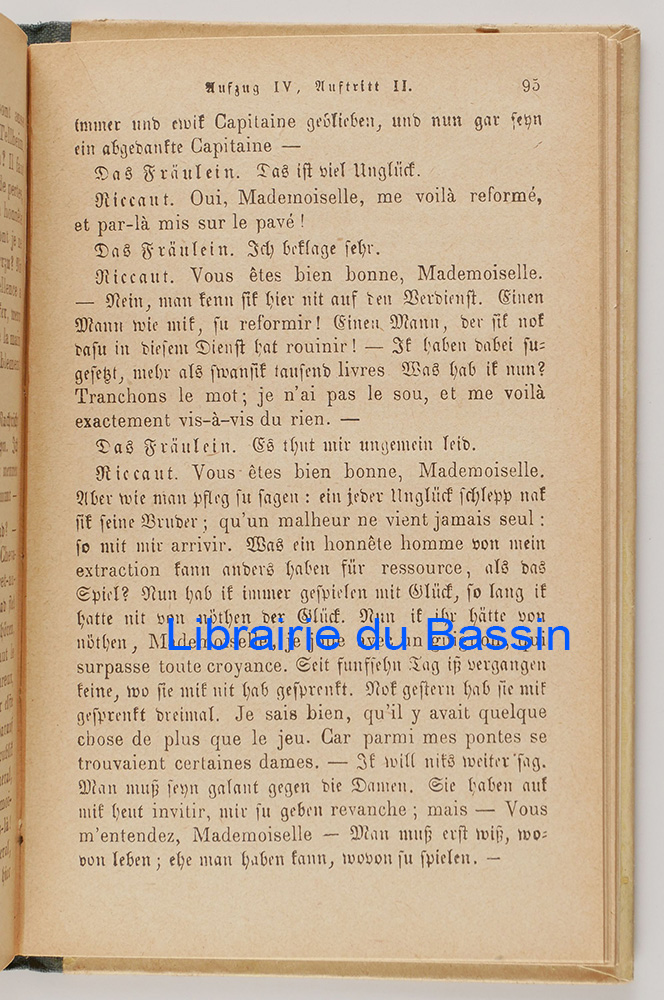 Aufzug IV, Auftritt II. 95
immer und ewik Capitaine geblieben, und nun gar seyn
ein abgedankte Capitaine —
Das Fräulein. Das ist viel Unglück.
Riccaut. Oui, Mademoiselle, me voilà reformé,
et par-là mis sur le pavé !
Das Fräulein. Ich beklage sehr.
Riccaut. Vous êtes bien bonne, Mademoiselle.
— Nein, man kenn sik hier nit auf den Verdienst. Einen
Mann wie mik, su reformir! Einen Mann, der sik nok
dasu in diesem Dienst hat rouinir! — Ik haben dabei su-
gesetzt, mehr als swansik tausend livres. Was hab ik nun?
Tranchons le mot; je n'ai pas le sou, et me voilà
exactement vis-à-vis du rien. —
Das Fräulein. Es thut mir ungemein leid.
Riccaut. Vous êtes bien bonne, Mademoiselle.
Aber wie man pfleg su sagen : ein jeder Unglück schlepp nak
sik seine Bruder; qu'un malheur ne vient jamais seul :
so mit mir arrivir. Was ein honnête homme von mein
extraction kann anders haben für ressource, als das
Spiel? Nun hab ik immer gespielen mit Glück, so lang ik
hatte nit von nöthen der Glück. Nun ik ihr hätte von
nöthen, Mademoiselle, je joue avec un guignon, qui
surpasse toute croyance. Seit funfsehn Tag iß vergangen
keine, wo sie mik nit hab gesprenkt. Nok gestern hab sie mik
gesprenkt dreimal. Je sais bien, qu'il y avait quelque
chose de plus que le jeu. Car parmi mes pontes se
trouvaient certaines dames. — Ik will niks weiter sag.
Man muß seyn galant gegen die Damen. Sie haben auk
mik heut invitir, mir su geben revanche ; mais — Vous
m'entendez, Mademoiselle — Man muß erst wiß, wo-
von leben ; ehe man haben kann, wovon su spielen. —
Librairie du Bassin